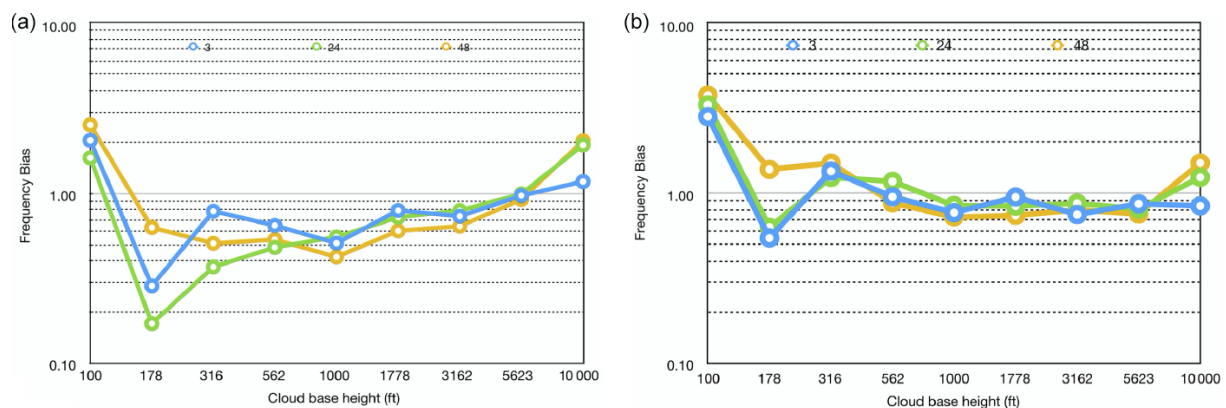 (a)
10.00
3 24 48
Frequency Bias
1.00
0.10
100 178 316 562 1000 1778 3162 5623 10 000
Cloud base height (ft)
(b)
10.00
3 24 48
Frequency Bias
1.00
0.10
100 178 316 562 1000 1778 3162 5623 10 000
Cloud base height (ft)